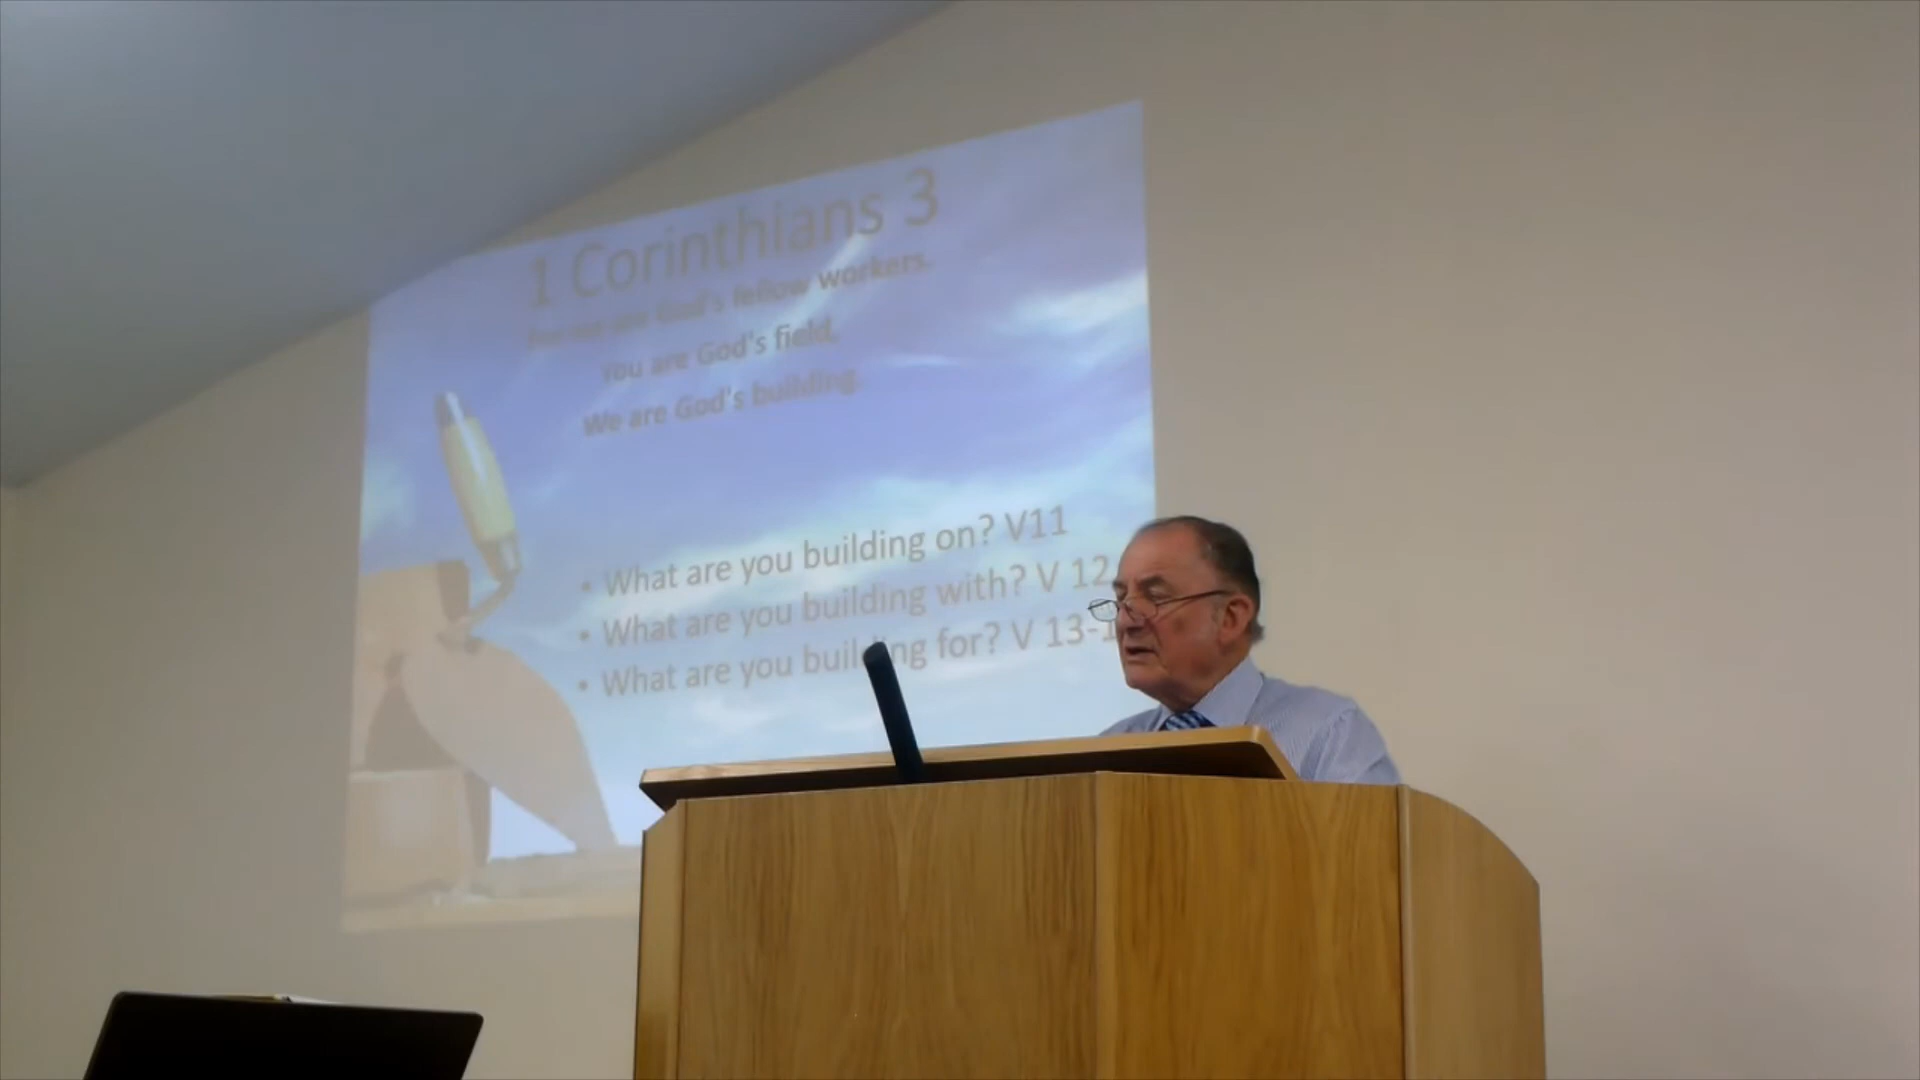 1 Corinthians 3
For we are God's fellow workers.
You are God's field,
We are God's building.
• What are you building on? V11
• What are you building with? V 12
• What are you building for? V 13-1